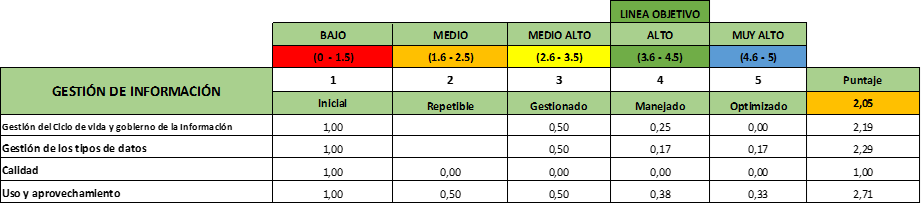 LINEA OBJETIVO
BAJO MEDIO MEDIO ALTO ALTO MUY ALTO
(0 - 1.5) (1.6 - 2.5) (2.6 - 3.5) (3.6 - 4.5) (4.6 - 5)
GESTIÓN DE INFORMACIÓN 1 2 3 4 5 Puntaje
Inicial Repetible Gestionado Manejado Optimizado 2,05
Gestión del Ciclo de vida y gobierno de la Información 1,00 0,50 0,25 0,00 2,19
Gestión de los tipos de datos 1,00 0,50 0,17 0,17 2,29
Calidad 1,00 0,00 0,00 0,00 0,00 1,00
Uso y aprovechamiento 1,00 0,50 0,50 0,38 0,33 2,71